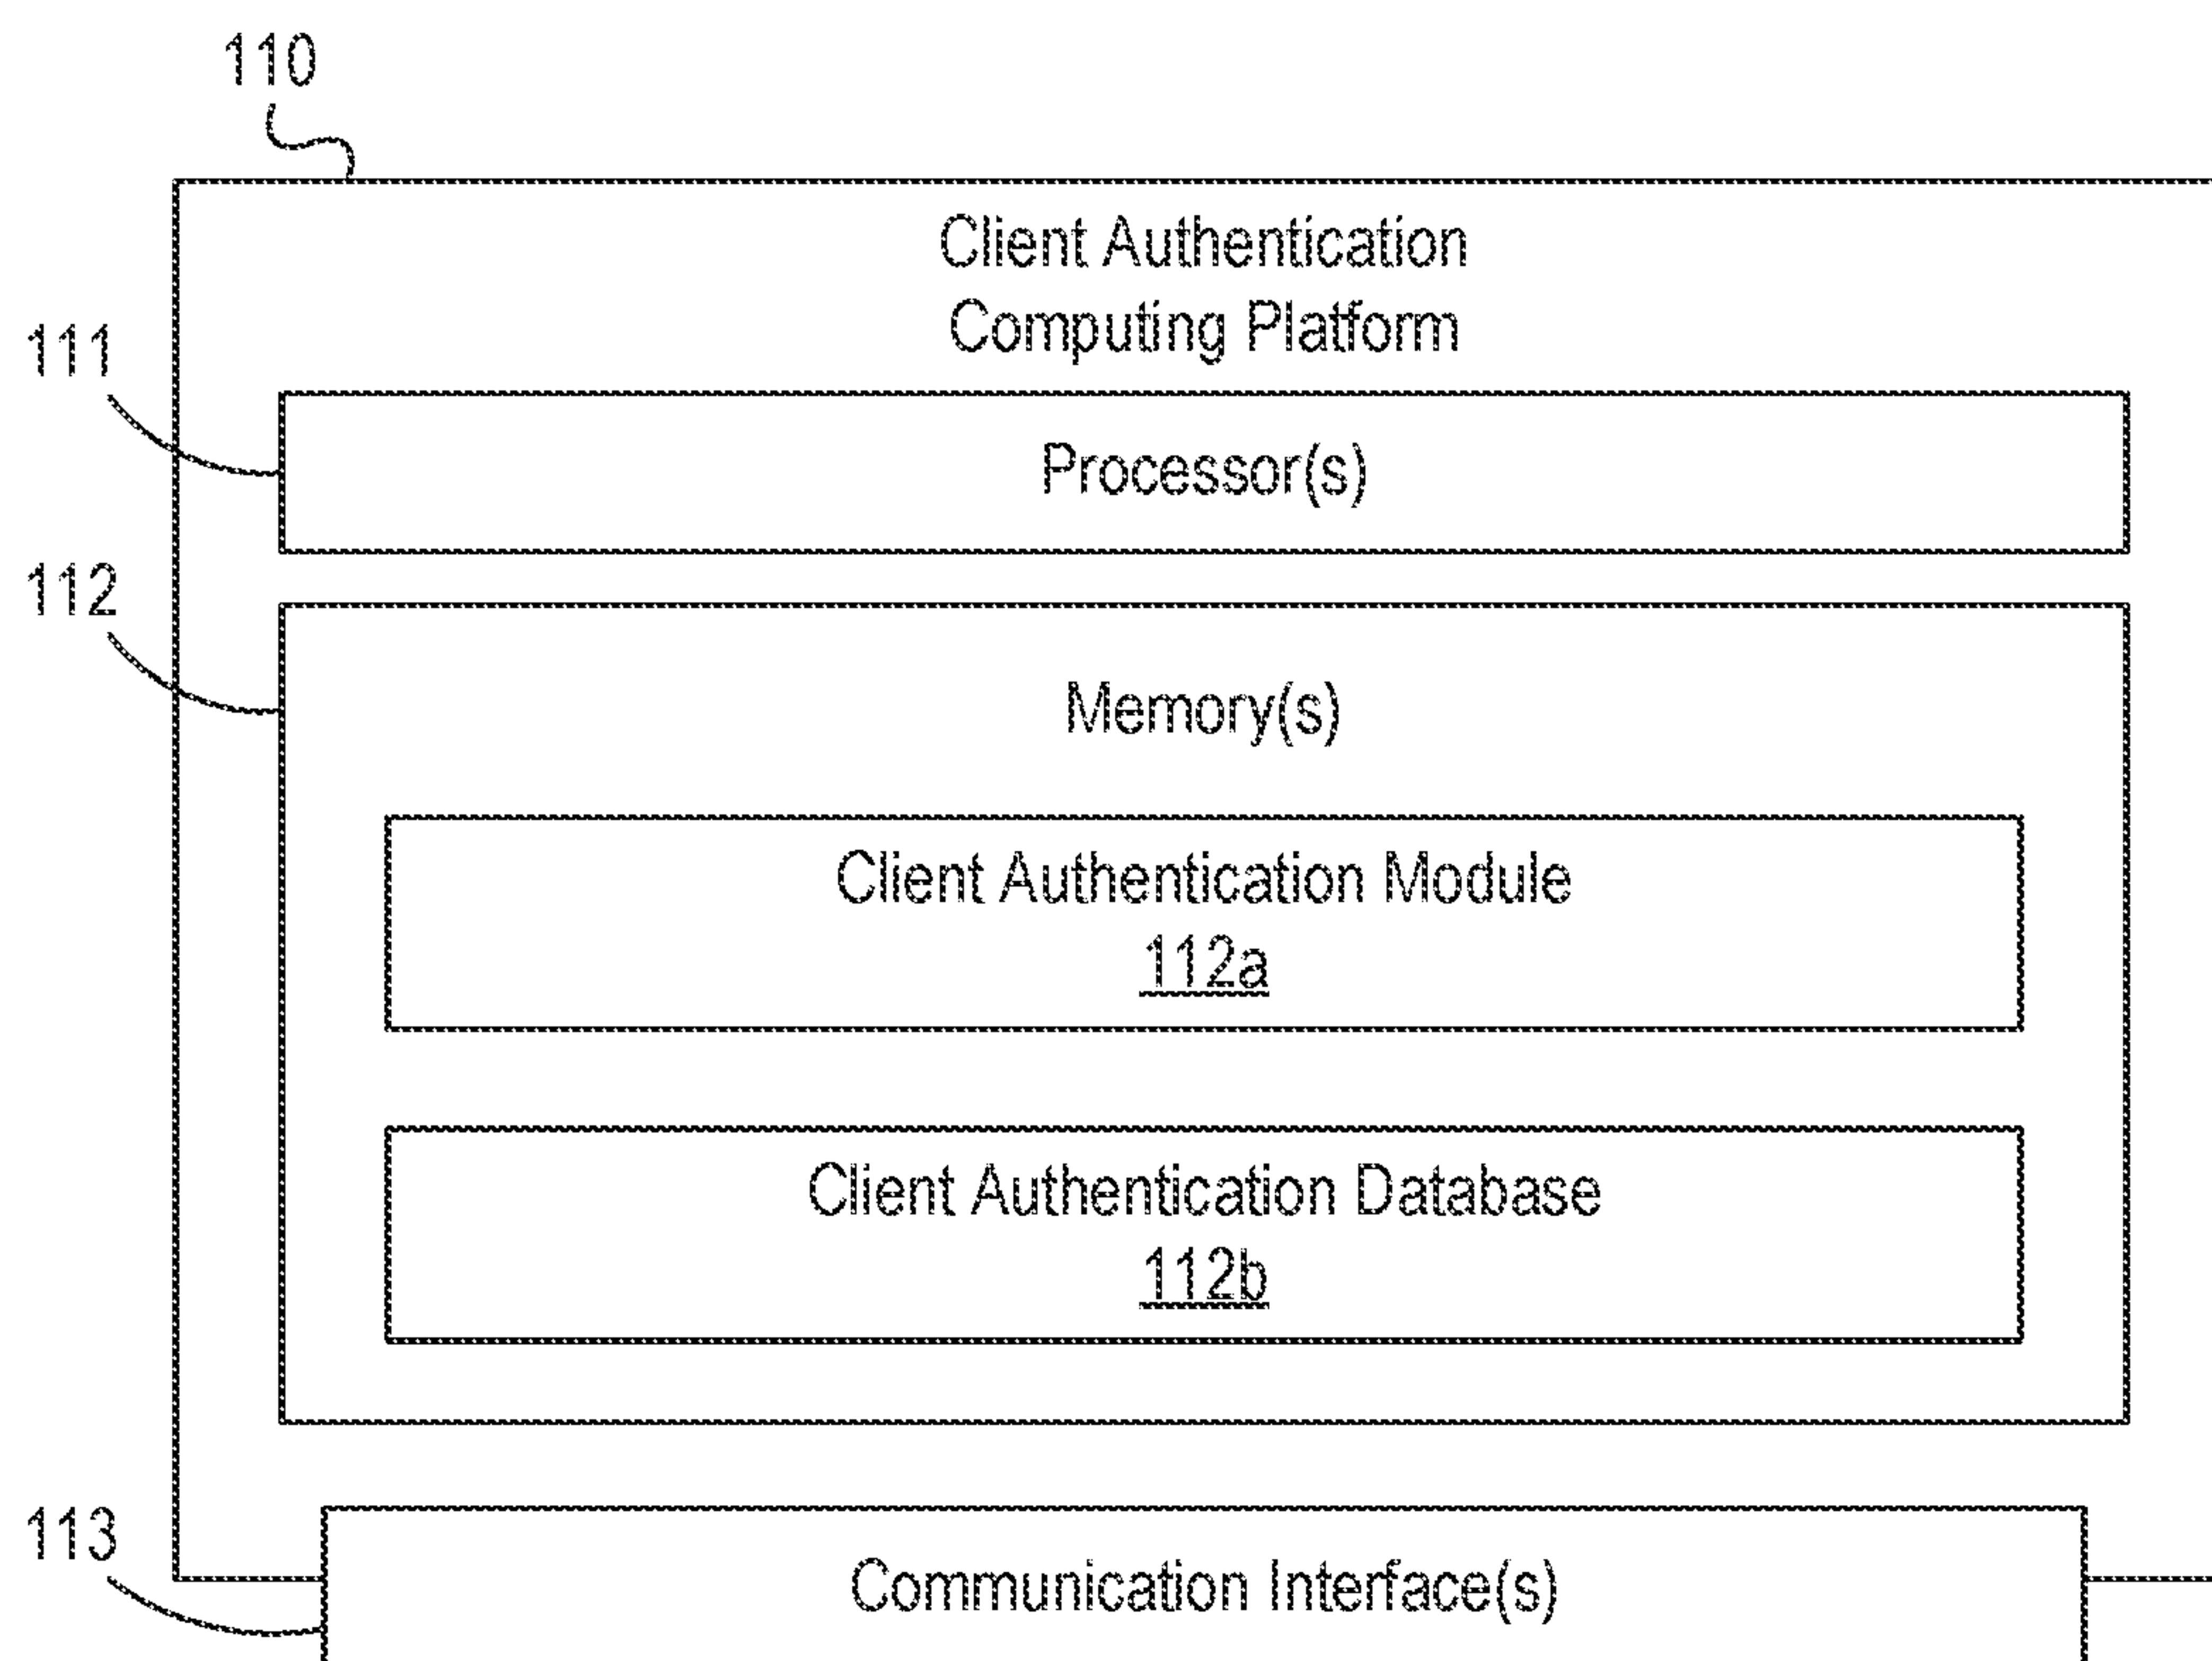 110
Client Authentication
Computing Platform
111
Processor(s)
112
Memory(s)
Client Authentication Module
112a
Client Authentication Database
112b
113
Communication Interface(s)